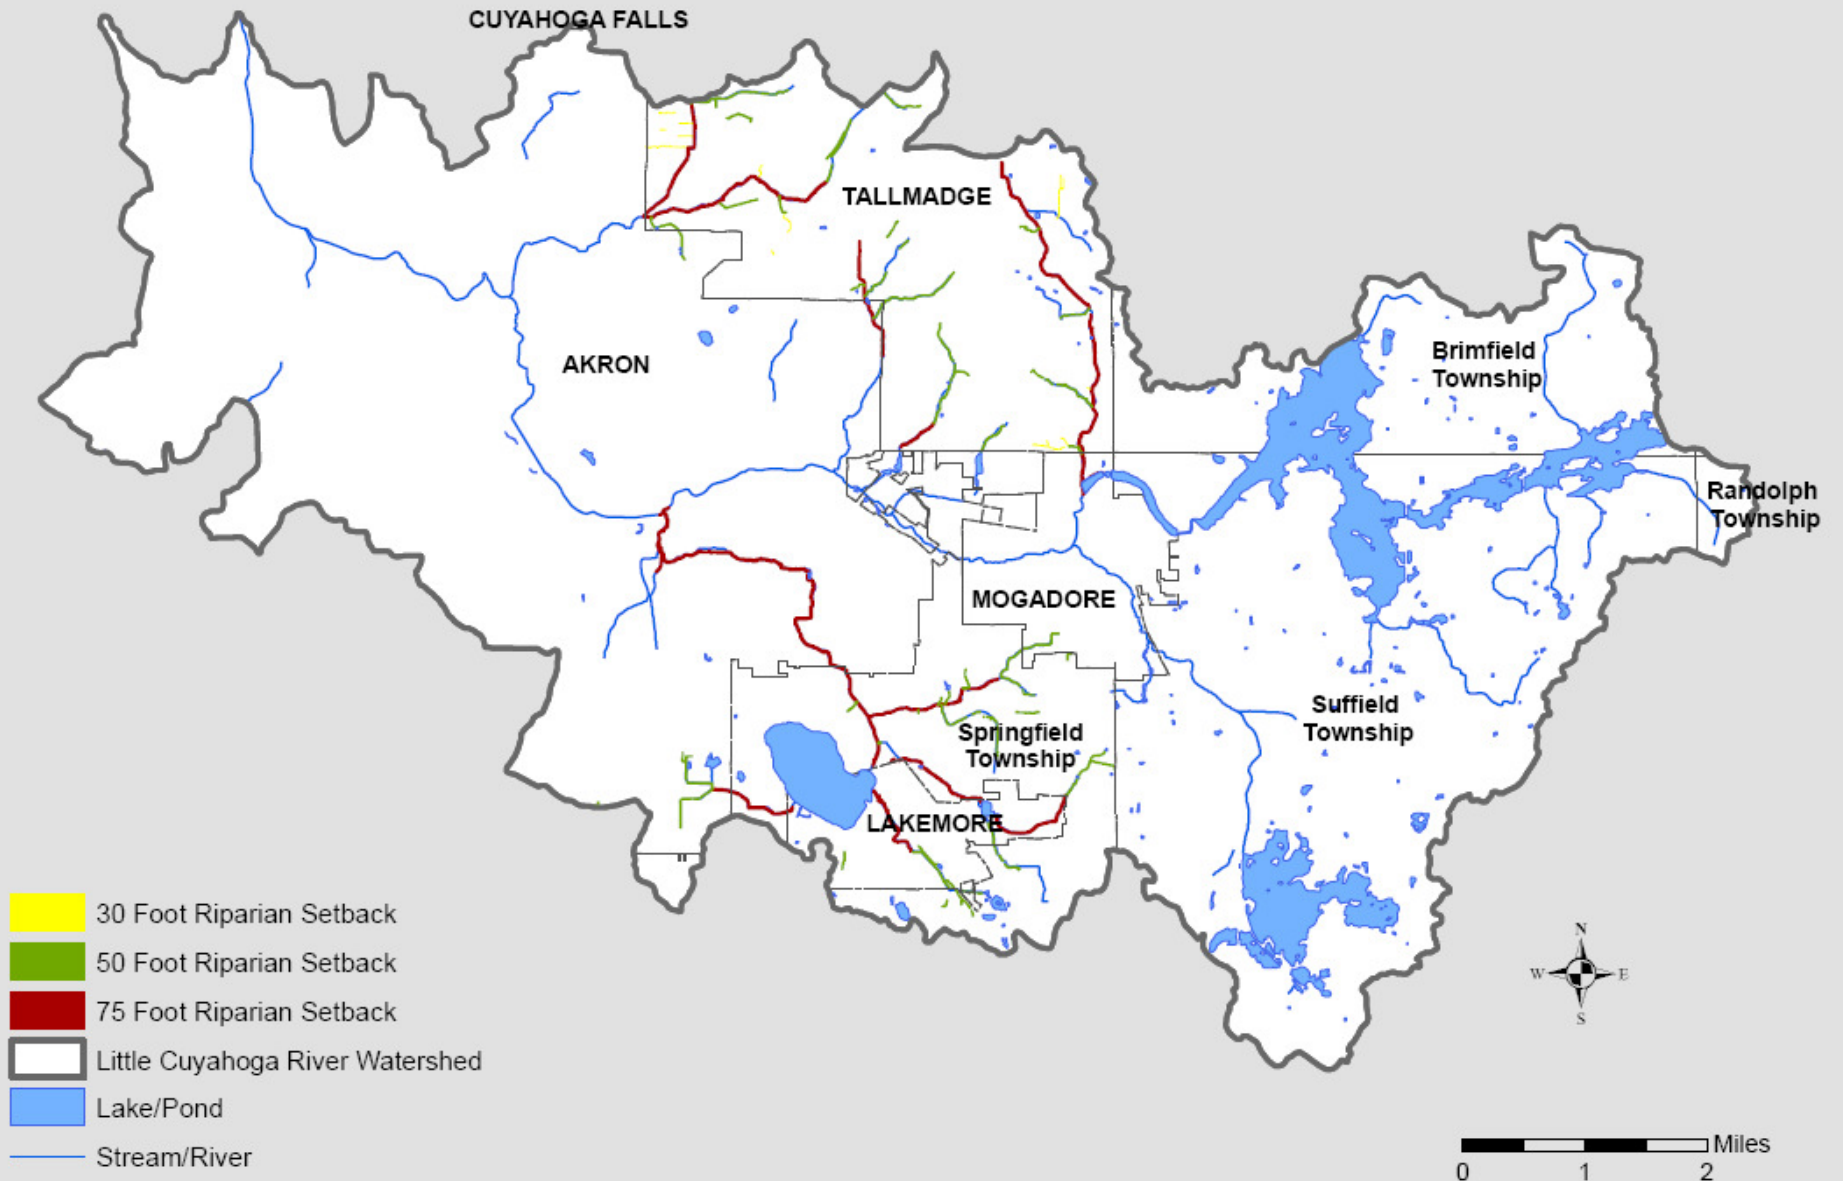 CUYAHOGA FALLS
TALLMADGE
AKRON
Brimfield
Township
Randolph
Township
MOGADORE
Suffield
Township
Springfield
Township
LAKEMORE
30 Foot Riparian Setback
50 Foot Riparian Setback
75 Foot Riparian Setback
Little Cuyahoga River Watershed
Lake/Pond
Stream/River
N
W E
S
Miles
0 1 2